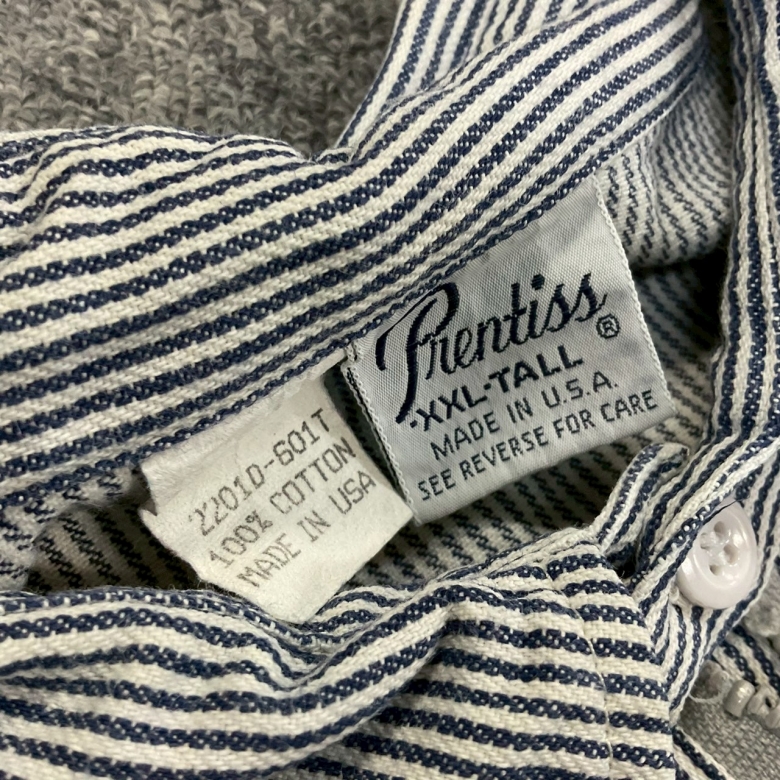 Prentiss®
·XXL·TALL
MADE IN U.S.A.
SEE REVERSE FOR CARE
22010-601T
100% COTTON
MADE IN USA